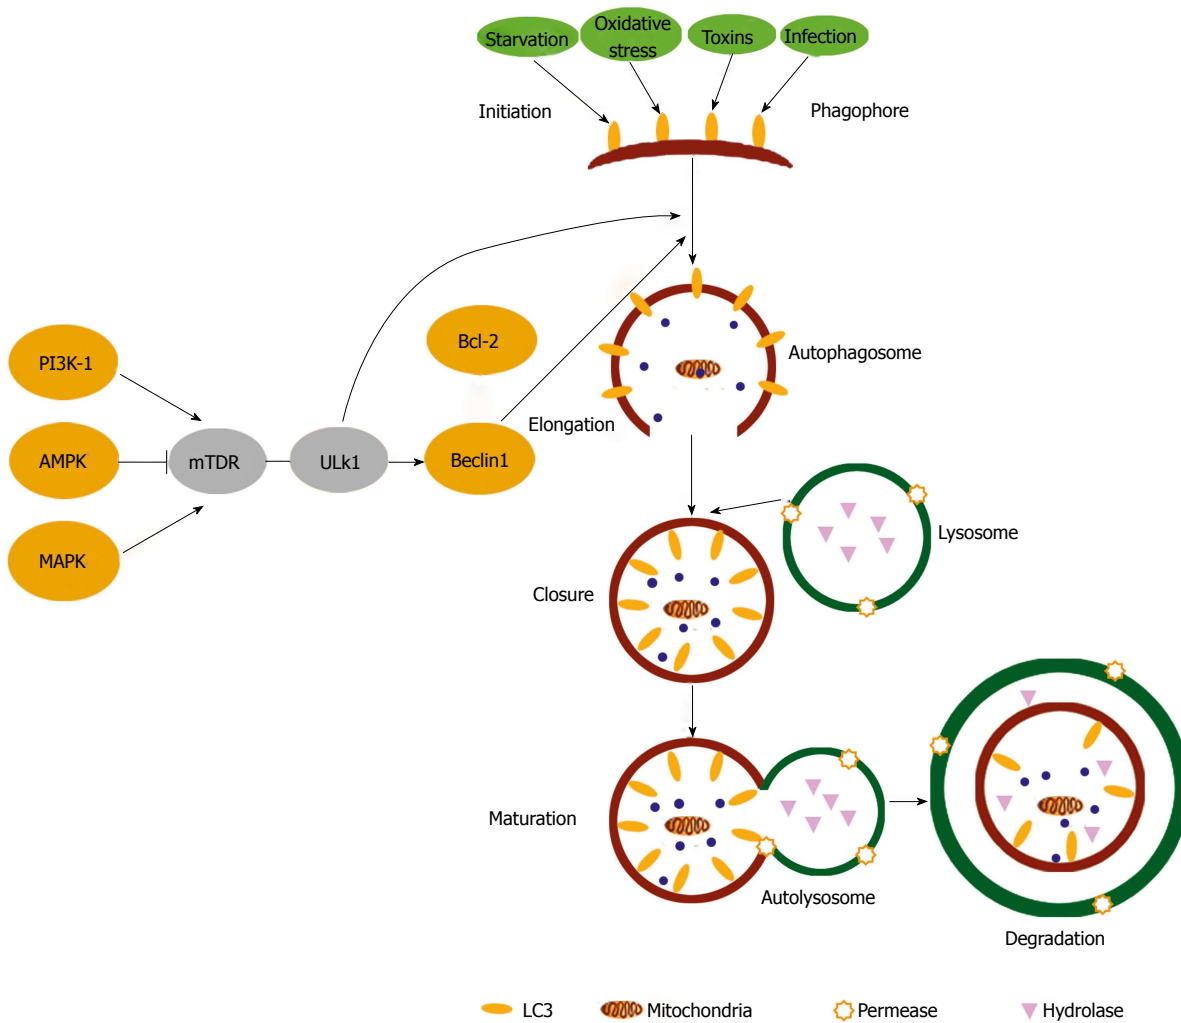 Starvation
Oxidative
stress
Toxins
Infection
Initiation
Phagophore
Bcl-2
PI3K-1
Autophagosome
Elongation
AMPK
mTDR
ULk1
Beclin1
MAPK
Lysosome
Closure
Maturation
Autolysosome
Degradation
LC3
Mitochondria
Permease
Hydrolase